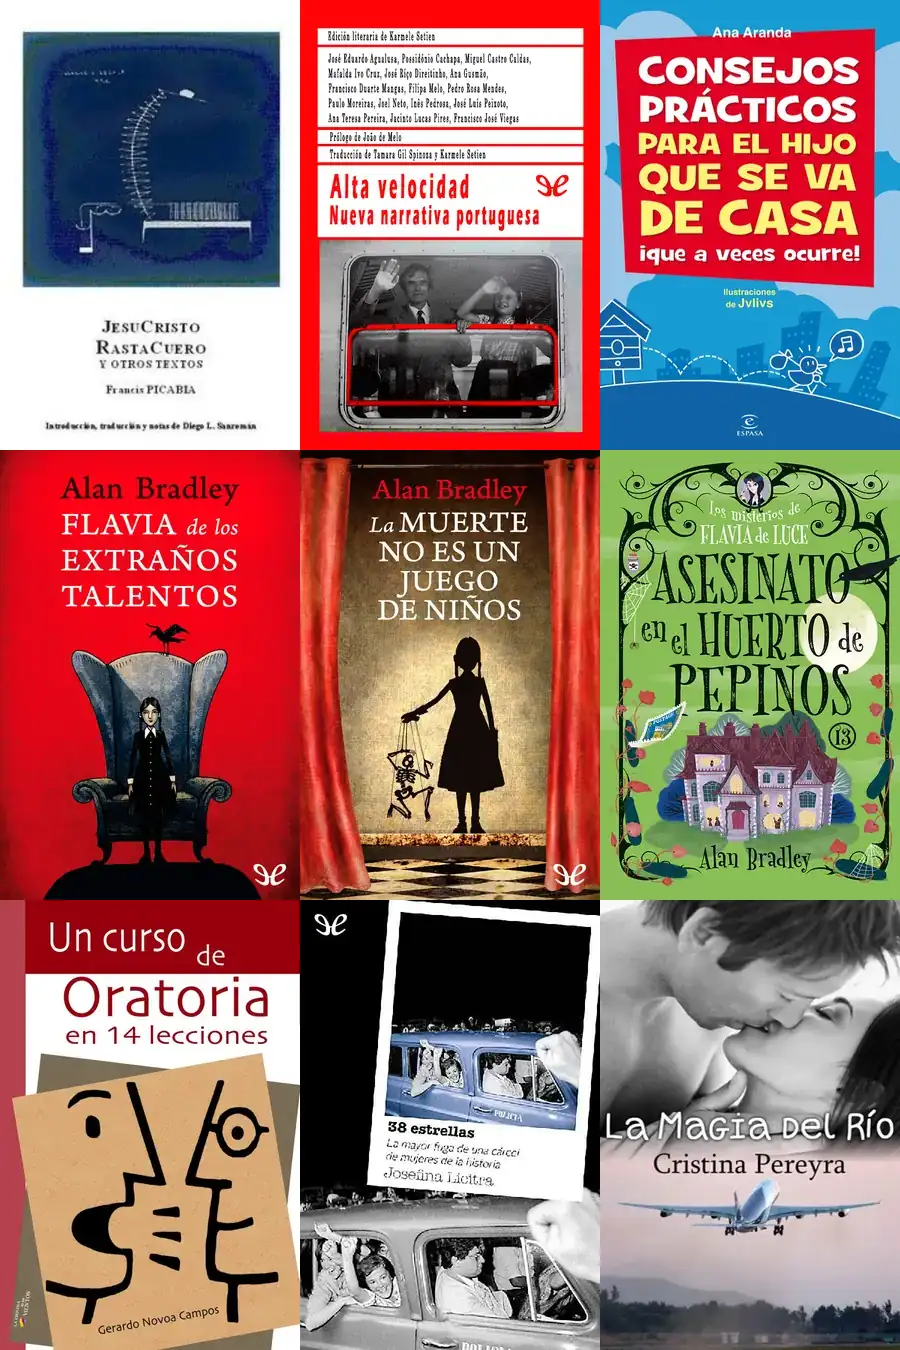 JESUCRISTO
RASTACUERO
Y OTROS TEXTOS
Francis PICABIA
Introducción, traducción y notas de Diego L. Sanromán
Edición literaria de Karmele Setien
José Eduardo Agualusa, Possidónio Cachapa, Miguel Castro Caldas,
Mafalda Ivo Cruz, José Riço Direitinho, Ana Gusmão,
Francisco Duarte Mangas, Filipa Melo, Pedro Rosa Mendes,
Paulo Moreiras, Joel Neto, Inês Pedrosa, José Luís Peixoto,
Ana Teresa Pereira, Jacinto Lucas Pires, Francisco José Viegas
Prólogo de João de Melo
Traducción de Tamara Gil Spinoza y Karmele Setien
Alta velocidad
Nueva narrativa portuguesa
Ana Aranda
CONSEJOS
PRÁCTICOS
PARA EL HIJO
QUE SE VA
DE CASA
¡que a veces ocurre!
Ilustraciones
de Jvlivs
ESPASA
Alan Bradley
FLAVIA de los
EXTRAÑOS
TALENTOS
Alan Bradley
La MUERTE
NO ES UN
JUEGO
DE NIÑOS
Los misterios de
FLAVIA de LUCE
ASESINATO
en el HUERTO de
PEPINOS
13
Alan Bradley
Un curso
de
Oratoria
en 14 lecciones
Gerardo Novoa Campos
POLICIA
38 estrellas
La mayor fuga de una cárcel
de mujeres de la historia
Josefina Licitra
La Magia del Río
Cristina Pereyra